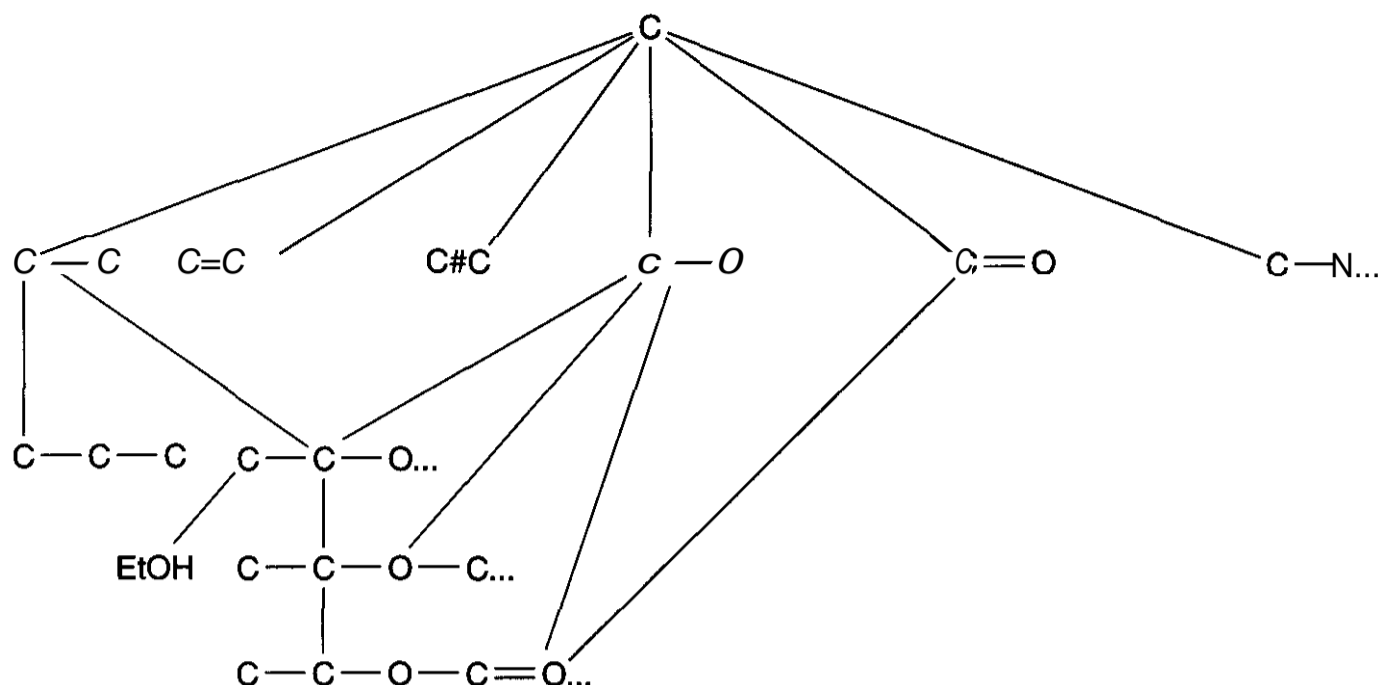 C
C — C C=C C#C C — O C=O C—N...
C — C — C C — C — O...
EtOH C — C — O — C...
C — C — O — C=O...